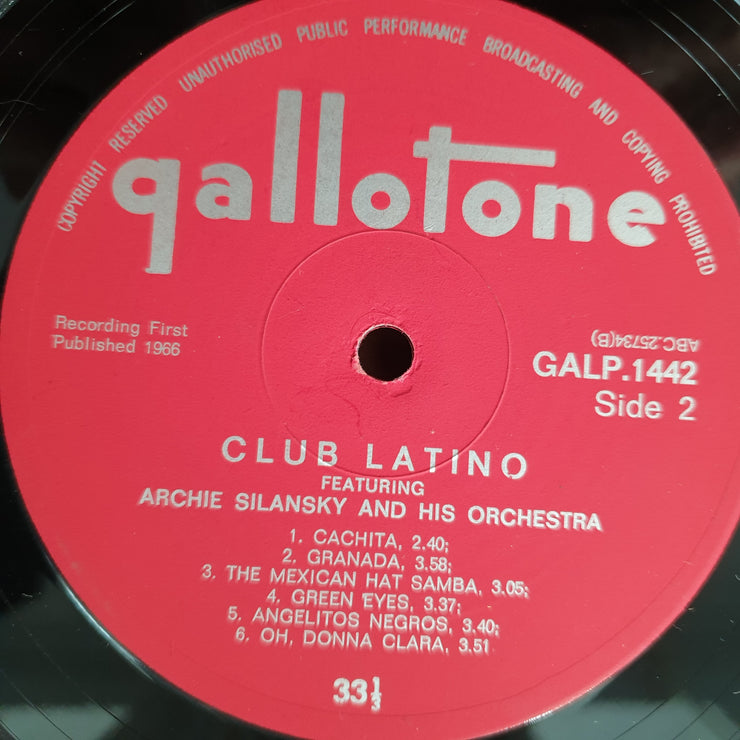 COPYRIGHT RESERVED UNAUTHORISED PUBLIC PERFORMANCE BROADCASTING AND COPYING PROHIBITED
gallotone
Recording First
Published 1966
ABC.25734(B)
GALP.1442
Side 2
CLUB LATINO
FEATURING
ARCHIE SILANSKY AND HIS ORCHESTRA
1. CACHITA, 2.40;
2. GRANADA, 3.58;
3. THE MEXICAN HAT SAMBA, 3.05;
4. GREEN EYES, 3.37;
5. ANGELITOS NEGROS, 3.40;
6. OH, DONNA CLARA, 3.51
33⅓